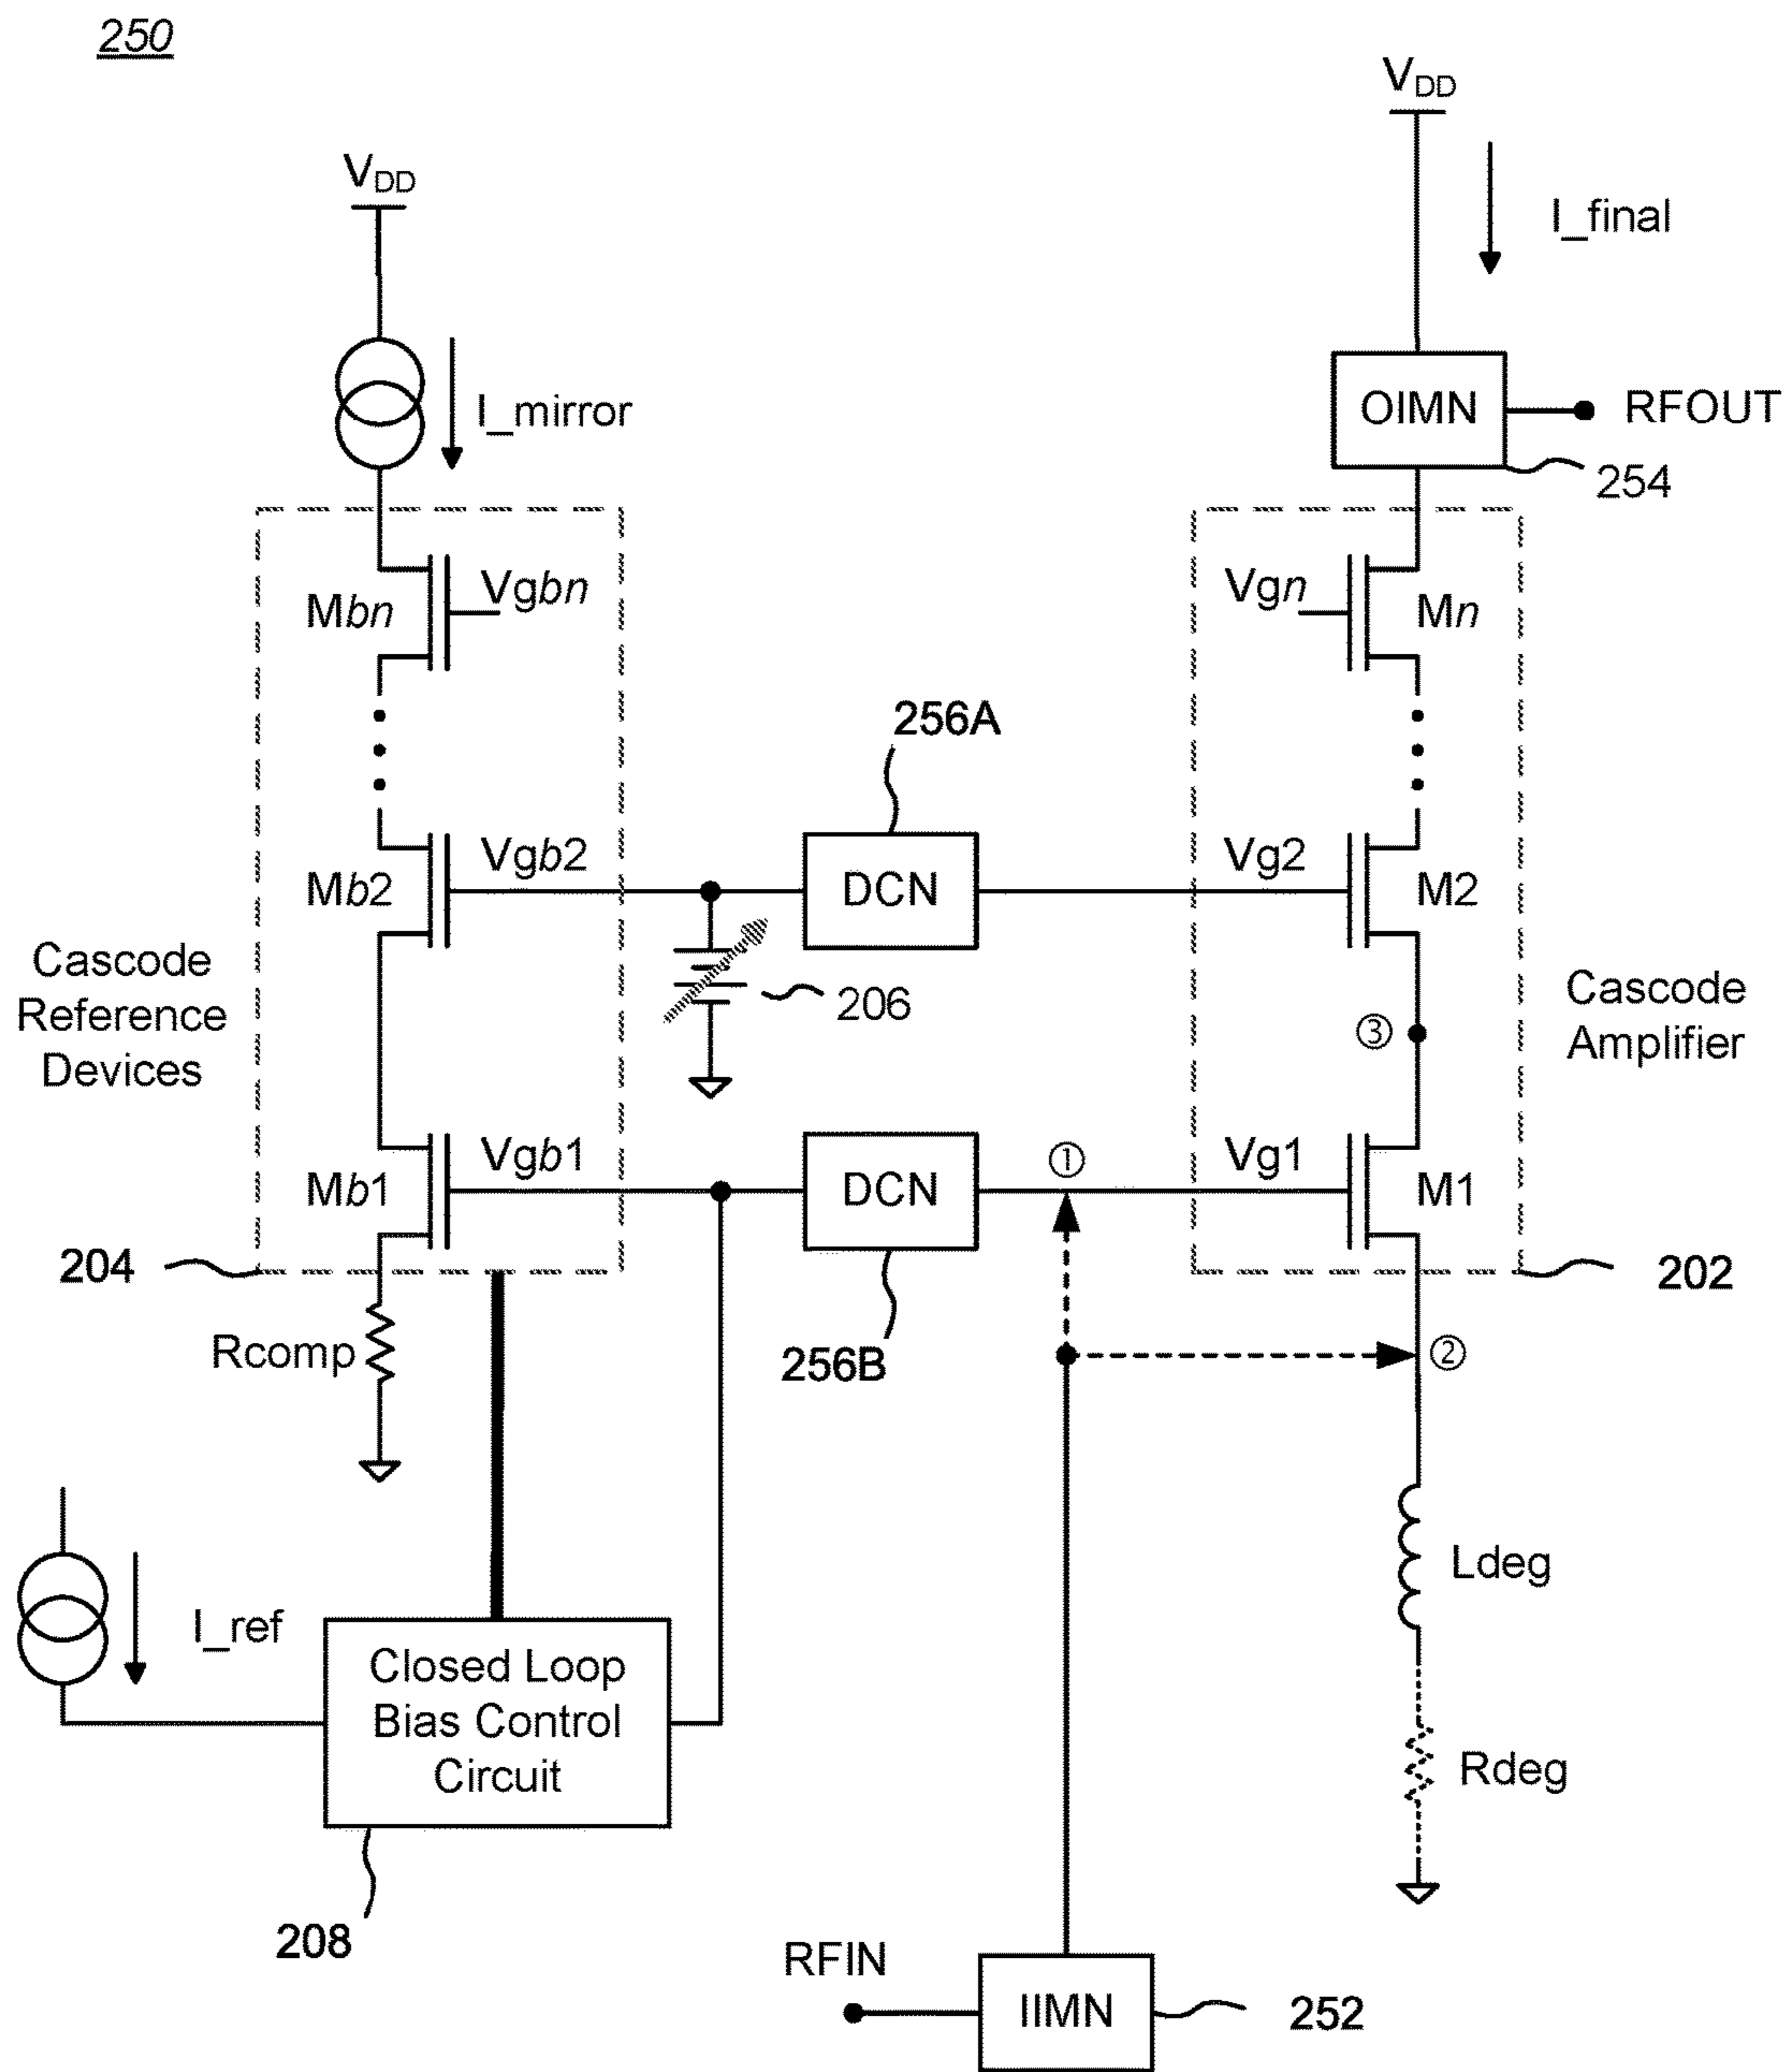 250
VDD
I_final
VDD
I_mirror
OIMN
RFOUT
254
Mbn
Vgbn
Vgn
Mn
256A
Mb2
Vgb2
DCN
Vg2
M2
Cascode
Reference
Devices
206
③
Cascode
Amplifier
Mb1
Vgb1
DCN
①
Vg1
M1
204
202
Rcomp
256B
②
I_ref
Closed Loop
Bias Control
Circuit
Ldeg
Rdeg
208
RFIN
IIMN
252